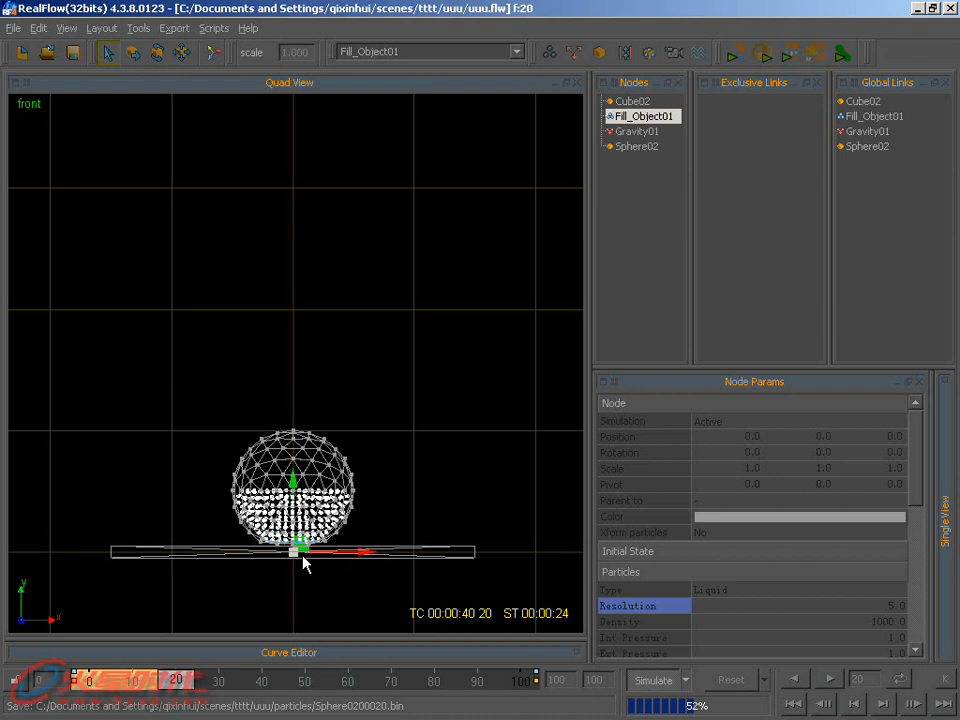 RealFlow(32bits) 4.3.8.0123 - [C:/Documents and Settings/qixinhui/scenes/tttt/uuu/uuu.flw] f:20
File Edit View Layout Tools Export Scripts Help
scale 1.000 Fill_Object01
Quad View
front
TC 00:00:40 20 ST 00:00:24
Nodes
Cube02
Fill_Object01
Gravity01
Sphere02
Exclusive Links
Global Links
Cube02
Fill_Object01
Gravity01
Sphere02
Node Params
Node
Simulation Active
Position 0.0 0.0 0.0
Rotation 0.0 0.0 0.0
Scale 1.0 1.0 1.0
Pivot 0.0 0.0 0.0
Parent to -
Color
Xform particles No
Initial State
Particles
Type Liquid
Resolution 5.0
Density 1000.0
Int Pressure 1.0
Ext Pressure 1.0
SingleView
y
x
Curve Editor
0 0 20 30 40 50 60 70 80 90 100 100 100
Simulate Reset 20 K
Save: C:/Documents and Settings/qixinhui/scenes/tttt/uuu/particles/Sphere0200020.bin
52%